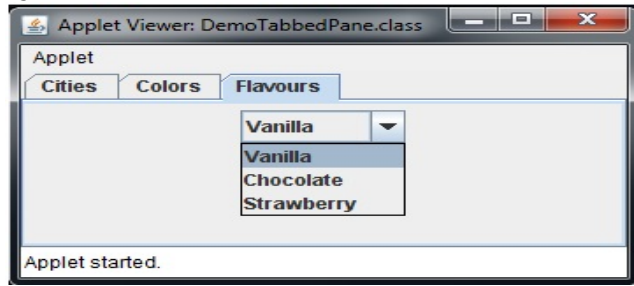 Applet Viewer: DemoTabbedPane.class
Applet
Cities Colors Flavours
Vanilla
Vanilla
Chocolate
Strawberry
Applet started.